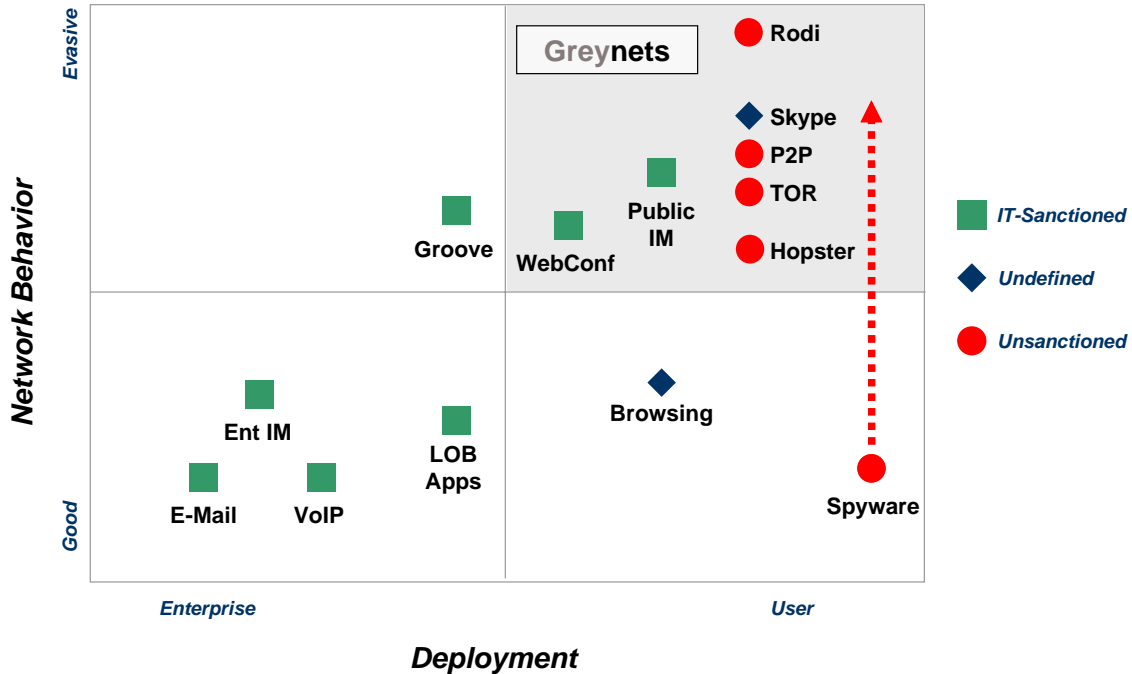 Evasive
Greynets
Rodi
Skype
P2P
TOR
Public
IM
Hopster
Groove
WebConf
IT-Sanctioned
Undefined
Unsanctioned
Network Behavior
Browsing
Ent IM
LOB
Apps
E-Mail
VoIP
Spyware
Good
Enterprise
User
Deployment